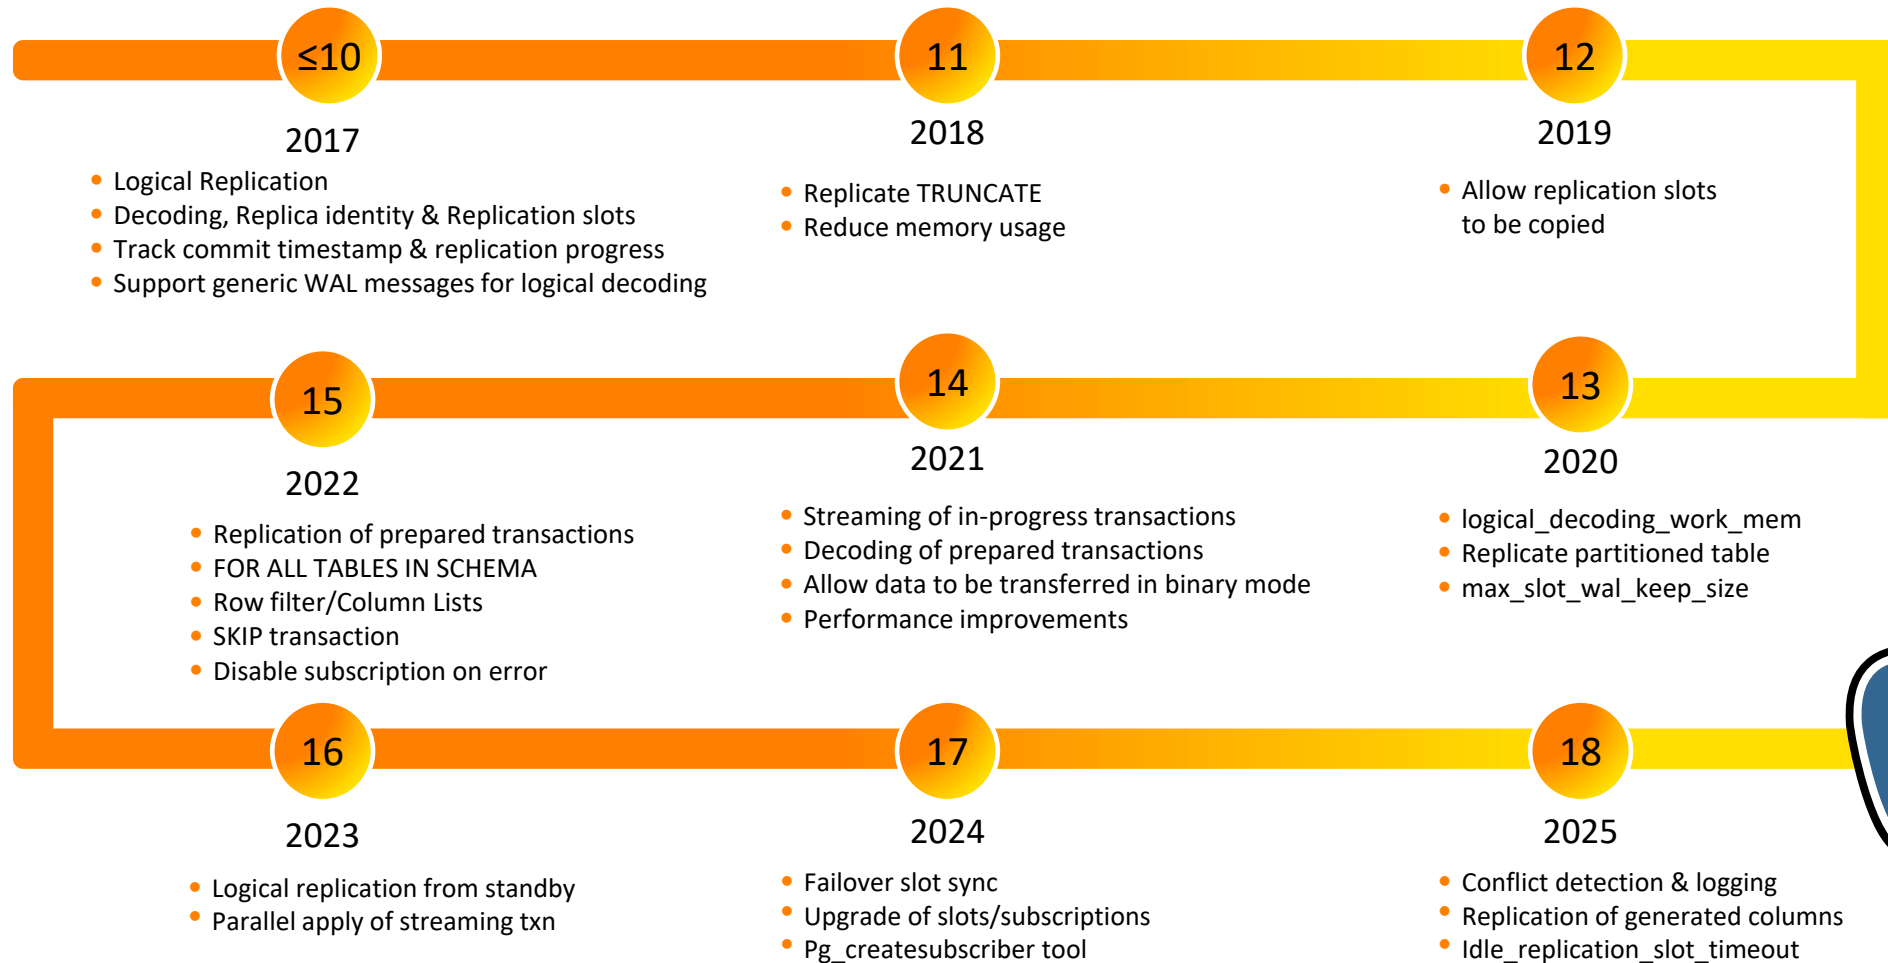 ≤10
2017
• Logical Replication
• Decoding, Replica identity & Replication slots
• Track commit timestamp & replication progress
• Support generic WAL messages for logical decoding
11
2018
• Replicate TRUNCATE
• Reduce memory usage
12
2019
• Allow replication slots
to be copied
15
2022
• Replication of prepared transactions
• FOR ALL TABLES IN SCHEMA
• Row filter/Column Lists
• SKIP transaction
• Disable subscription on error
14
2021
• Streaming of in-progress transactions
• Decoding of prepared transactions
• Allow data to be transferred in binary mode
• Performance improvements
13
2020
• logical_decoding_work_mem
• Replicate partitioned table
• max_slot_wal_keep_size
16
2023
• Logical replication from standby
• Parallel apply of streaming txn
17
2024
• Failover slot sync
• Upgrade of slots/subscriptions
• Pg_createsubscriber tool
18
2025
• Conflict detection & logging
• Replication of generated columns
• Idle_replication_slot_timeout